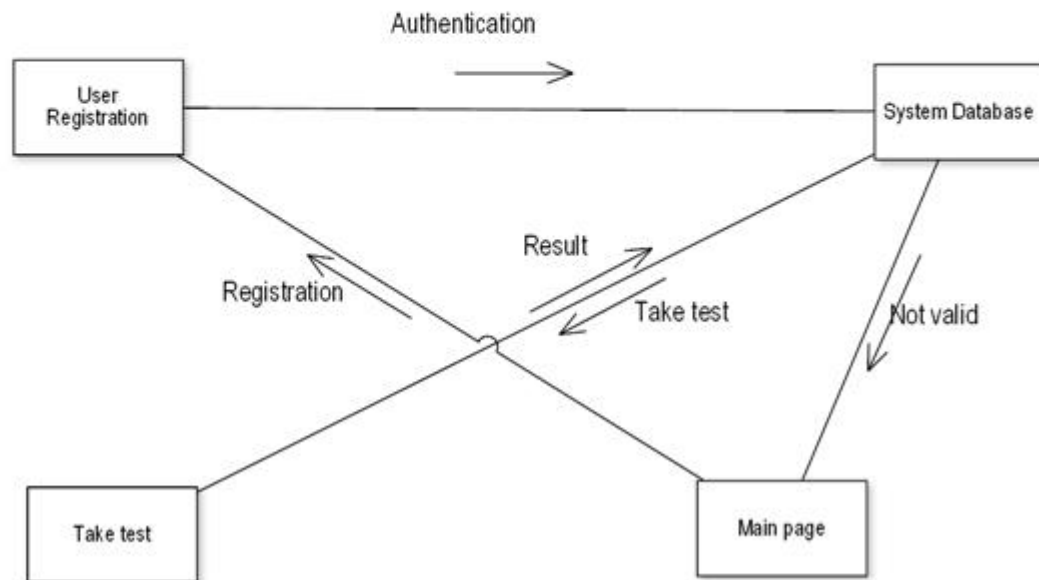 Authentication
User
Registration
System Database
Result
Registration
Take test
Not valid
Take test
Main page